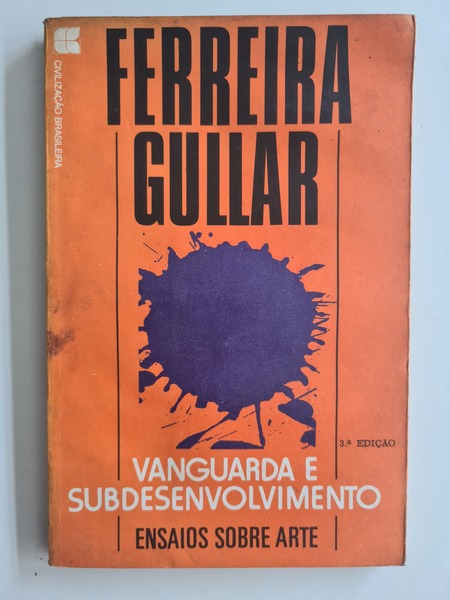 CIVILIZAÇÃO BRASILEIRA
FERREIRA
GULLAR
3.ª EDIÇÃO
VANGUARDA E
SUBDESENVOLVIMENTO
ENSAIOS SOBRE ARTE